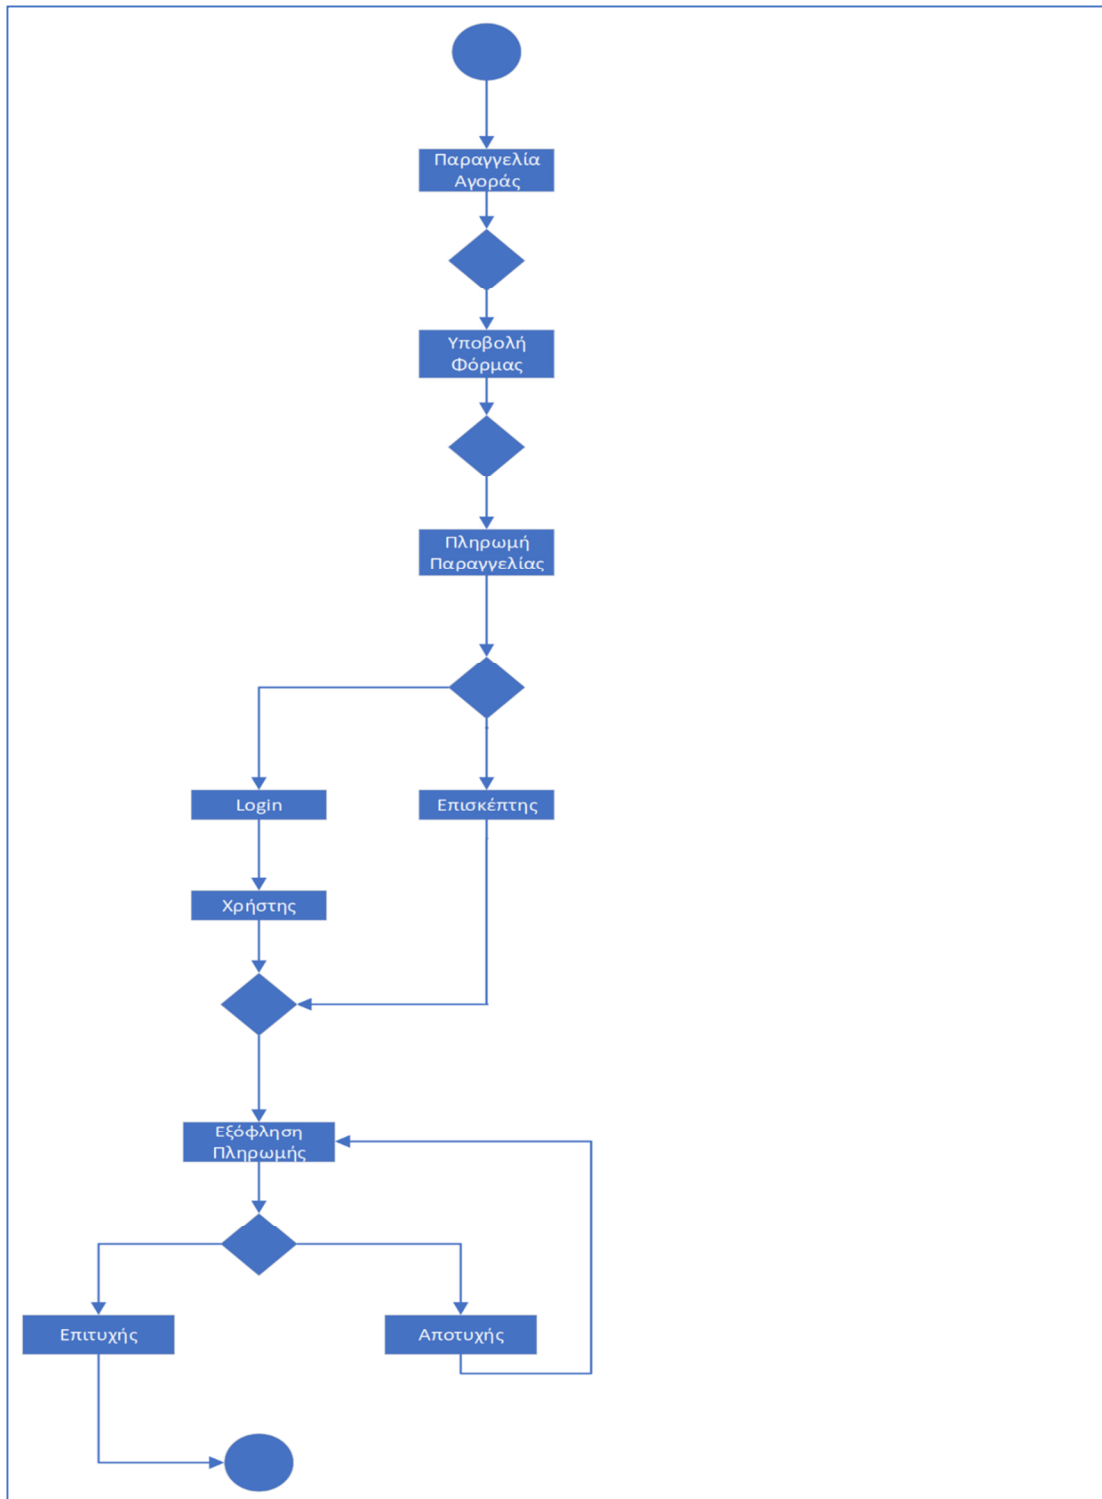 Παραγγελία
Αγοράς
Υποβολή
Φόρμας
Πληρωμή
Παραγγελίας
Login
Επισκέπτης
Χρήστης
Εξόφληση
Πληρωμής
Επιτυχής
Αποτυχής